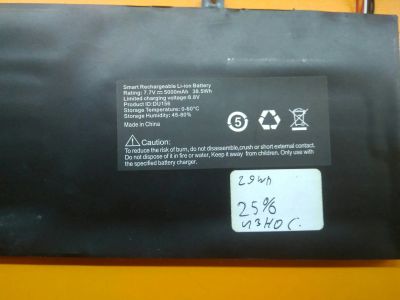 Smart Rechargeable Li-ion Battery
Rating: 7.7V 5000mAh 38.5Wh
Limited charging voltage:8.8V
Product ID:DU156
Storage Temperature: 0-60°C
Storage Humidity: 45-80%
Made in China
5
Caution:
To reduce the risk of burn, do not disassemble,crush or short external contact.
Do not dispose of it in fire or water. Keep away from children.Use only with
the specified battery charger.
29wh
25%
износ.